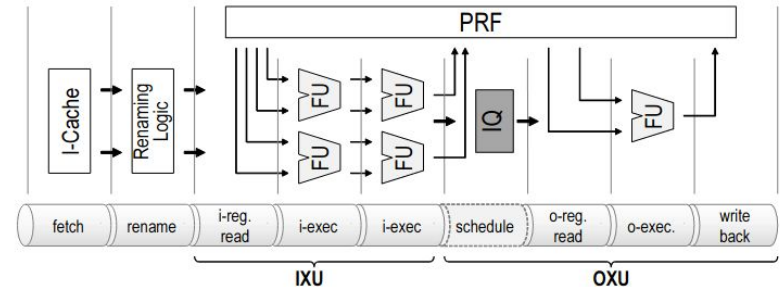 PRF
I-Cache
Renaming
Logic
FU
FU
FU
FU
IQ
FU
fetch
rename
i-reg.
read
i-exec
i-exec
schedule
o-reg.
read
o-exec.
write
back
IXU
OXU